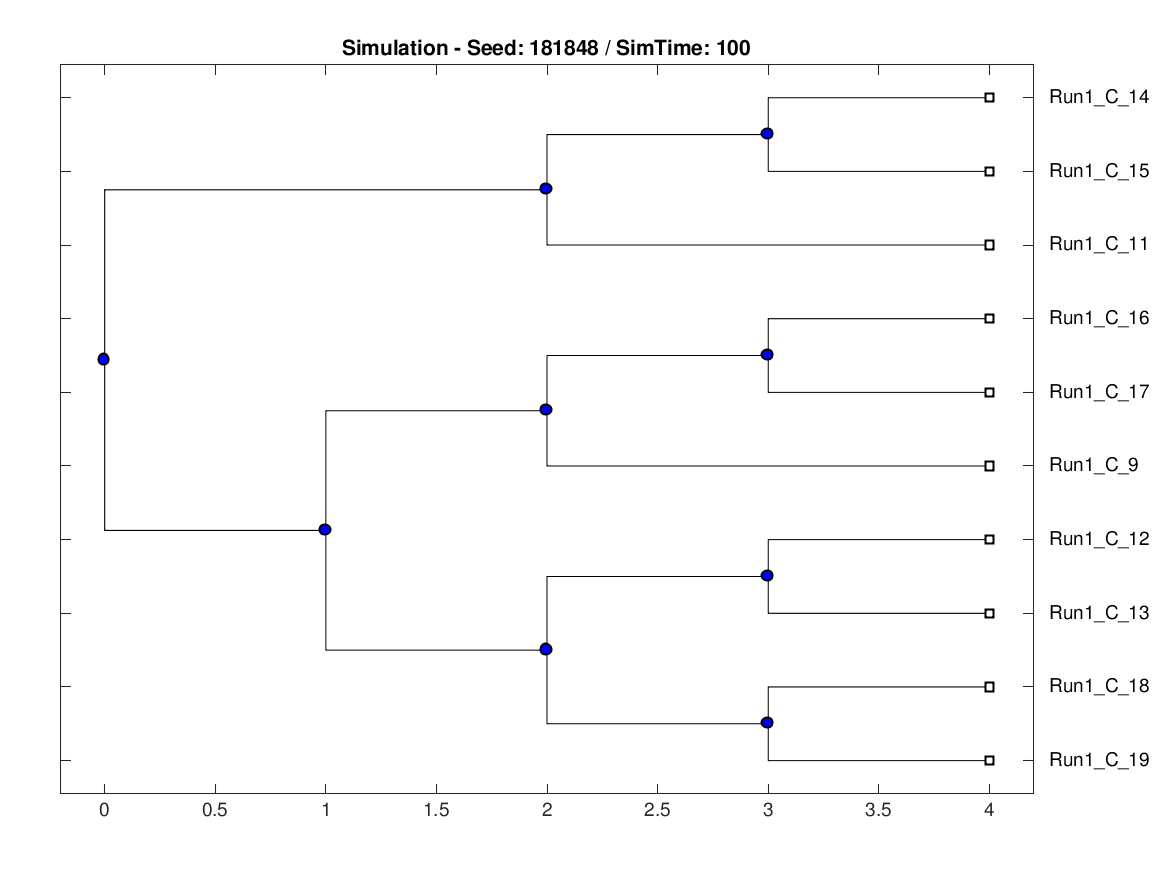 Simulation - Seed: 181848 / SimTime: 100
Run1_C_14
Run1_C_15
Run1_C_11
Run1_C_16
Run1_C_17
Run1_C_9
Run1_C_12
Run1_C_13
Run1_C_18
Run1_C_19
0 0.5 1 1.5 2 2.5 3 3.5 4